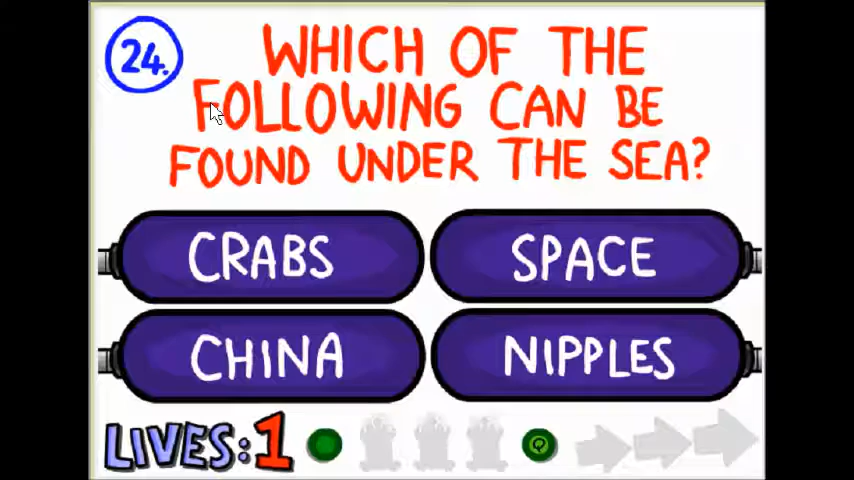 24.
WHICH OF THE
FOLLOWING CAN BE
FOUND UNDER THE SEA?
CRABS
SPACE
CHINA
NIPPLES
LIVES:1